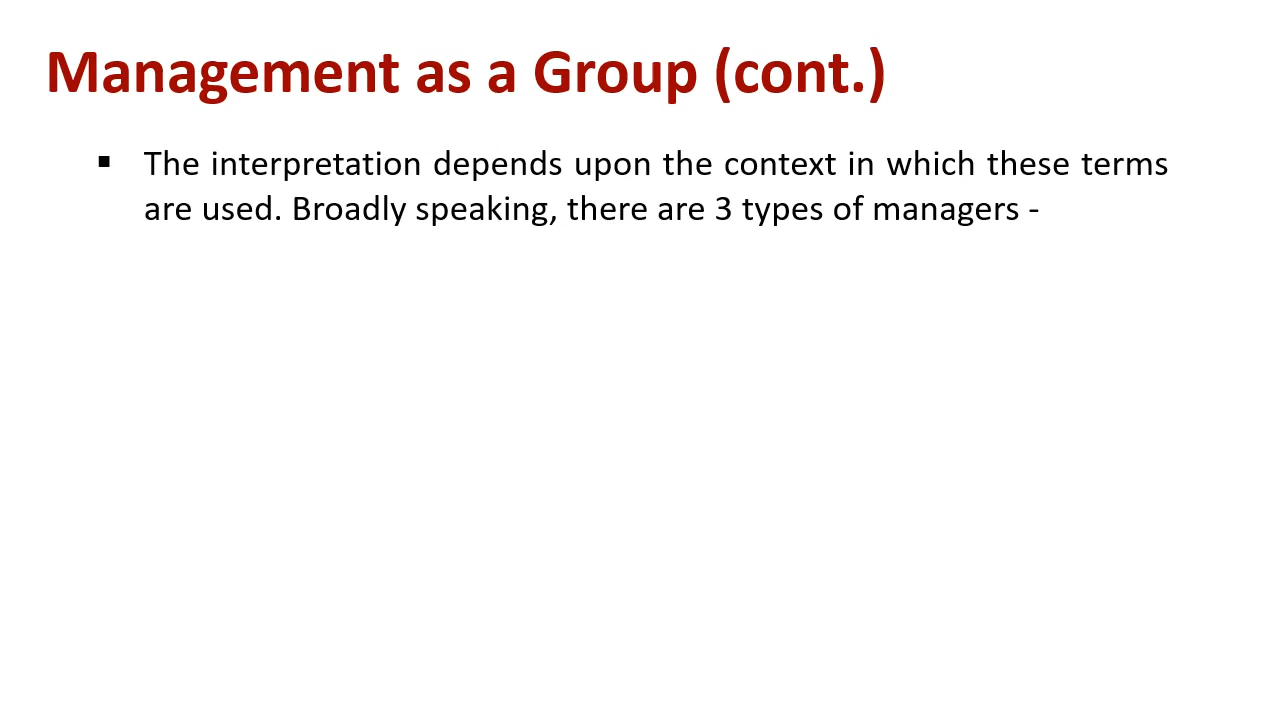 Management as a Group (cont.)
▪ The interpretation depends upon the context in which these terms
are used. Broadly speaking, there are 3 types of managers -